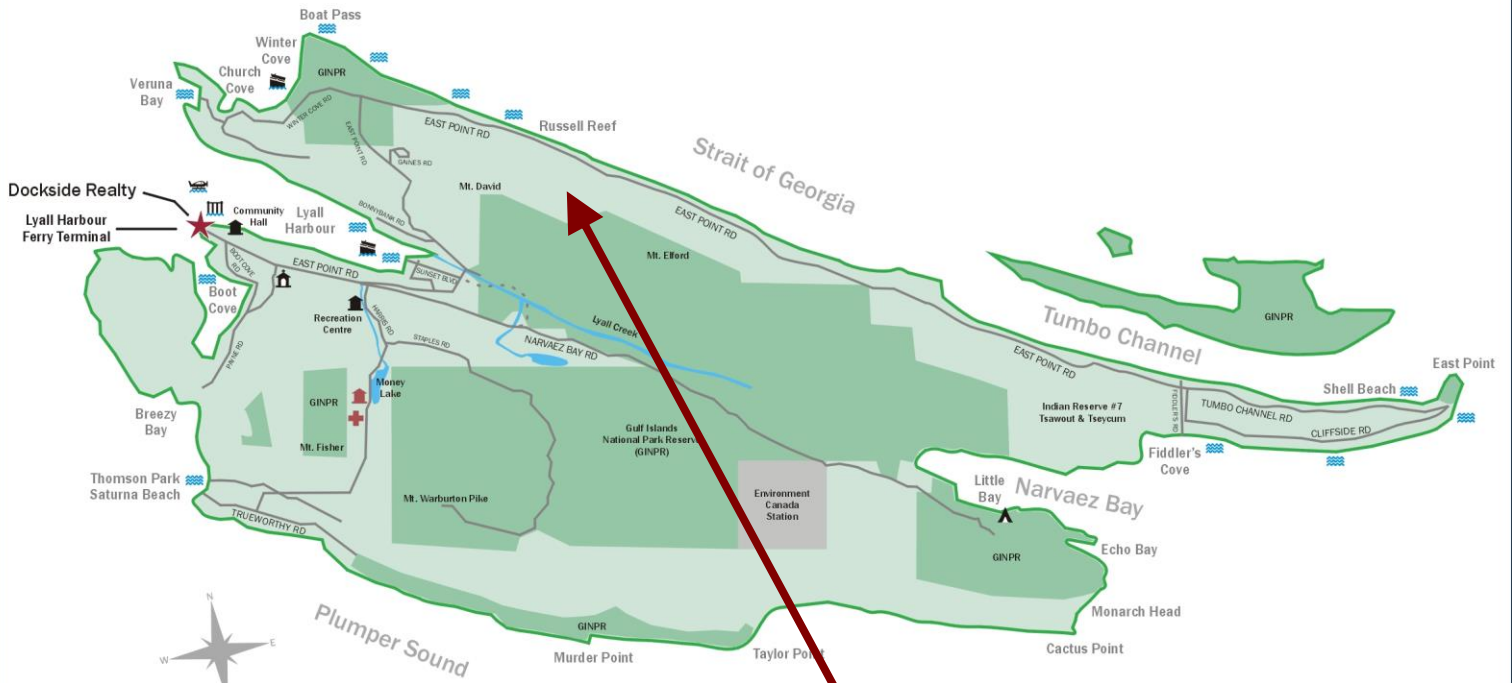 Boat Pass
Winter
Cove
Church
Cove
Veruna
Bay
GINPR
WINTER COVE RD
EAST POINT RD
EAST POINT RD
Russell Reef
Strait of Georgia
GAINES RD
Mt. David
Dockside Realty
Lyall Harbour
Ferry Terminal
Community
Hall
Lyall
Harbour
BONNYBANK RD
EAST POINT RD
Mt. Elford
BOOT COVE
RD
EAST POINT RD
SUNSET BLVD
Boot
Cove
Recreation
Centre
HARRIS RD
STAPLES RD
Lyall Creek
NARVAEZ BAY RD
Tumbo Channel
GINPR
EAST POINT RD
East Point
PAYNE RD
Money
Lake
GINPR
Shell Beach
FIDDLER'S RD
TUMBO CHANNEL RD
CLIFFSIDE RD
Breezy
Bay
Mt. Fisher
Gulf Islands
National Park Reserve
(GINPR)
Indian Reserve #7
Tsawout & Tseycum
Fiddler's
Cove
Thomson Park
Saturna Beach
Mt. Warburton Pike
Environment
Canada
Station
Little
Bay
Narvaez Bay
TRUEWORTHY RD
GINPR
Echo Bay
N
E
W
Plumper Sound
GINPR
Murder Point
Taylor Point
Monarch Head
Cactus Point